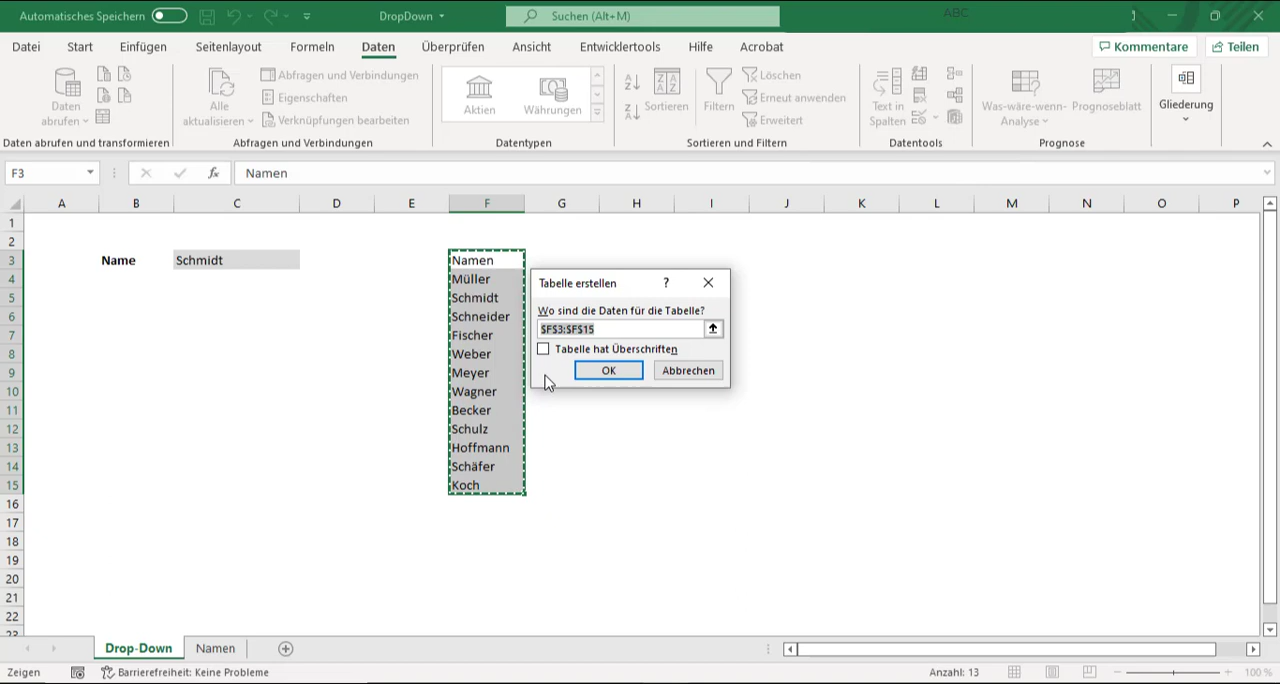 Automatisches Speichern
DropDown
Suchen (Alt+M)
ABC
Datei
Start
Einfügen
Seitenlayout
Formeln
Daten
Überprüfen
Ansicht
Entwicklertools
Hilfe
Acrobat
Kommentare
Teilen
Daten abrufen
Alle aktualisieren
Abfragen und Verbindungen
Eigenschaften
Verknüpfungen bearbeiten
Aktien
Währungen
Sortieren
Filtern
Löschen
Erneut anwenden
Erweitert
Text in Spalten
Was-wäre-wenn-Analyse
Prognoseblatt
Gliederung
Daten abrufen und transformieren
Abfragen und Verbindungen
Datentypen
Sortieren und Filtern
Datentools
Prognose
F3
fx
Namen
A B C D E F G H I J K L M N O P
1
2
3 Name Schmidt Namen
4 Müller
5 Schmidt
6 Schneider
7 Fischer
8 Weber
9 Meyer
10 Wagner
11 Becker
12 Schulz
13 Hoffmann
14 Schäfer
15 Koch
16
17
18
19
20
21
22
23
Tabelle erstellen ?
Wo sind die Daten für die Tabelle?
$F$3:$F$15
Tabelle hat Überschriften
OK Abbrechen
Drop-Down Namen
Zeigen
Barrierefreiheit: Keine Probleme
Anzahl: 13
100 %